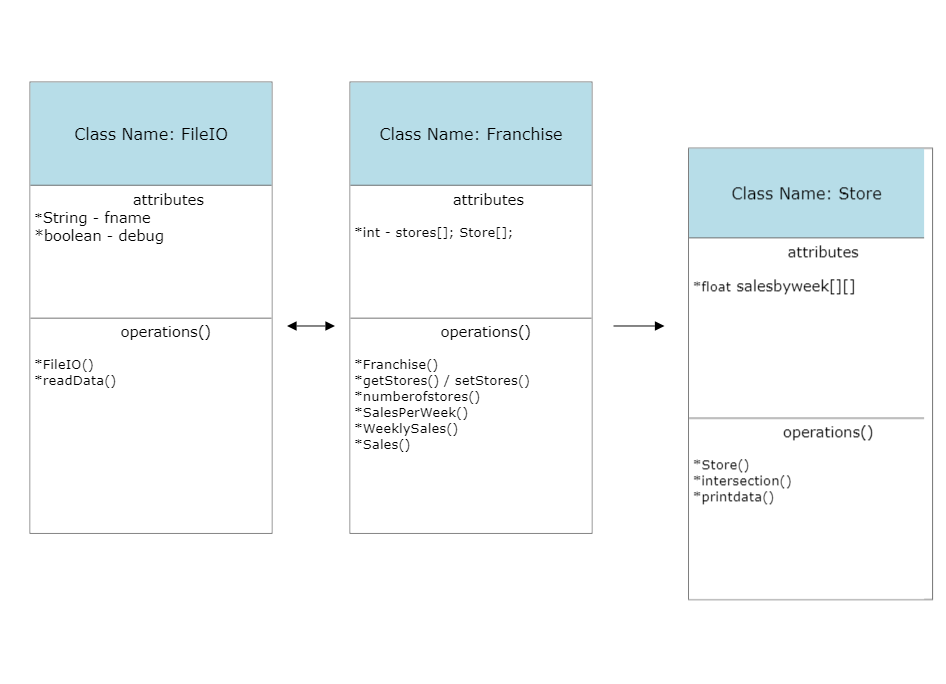 Class Name: FileIO
attributes
*String - fname
*boolean - debug
operations()
*FileIO()
*readData()
Class Name: Franchise
attributes
*int - stores[]; Store[];
operations()
*Franchise()
*getStores() / setStores()
*numberofstores()
*SalesPerWeek()
*WeeklySales()
*Sales()
Class Name: Store
attributes
*float salesbyweek[][]
operations()
*Store()
*intersection()
*printdata()